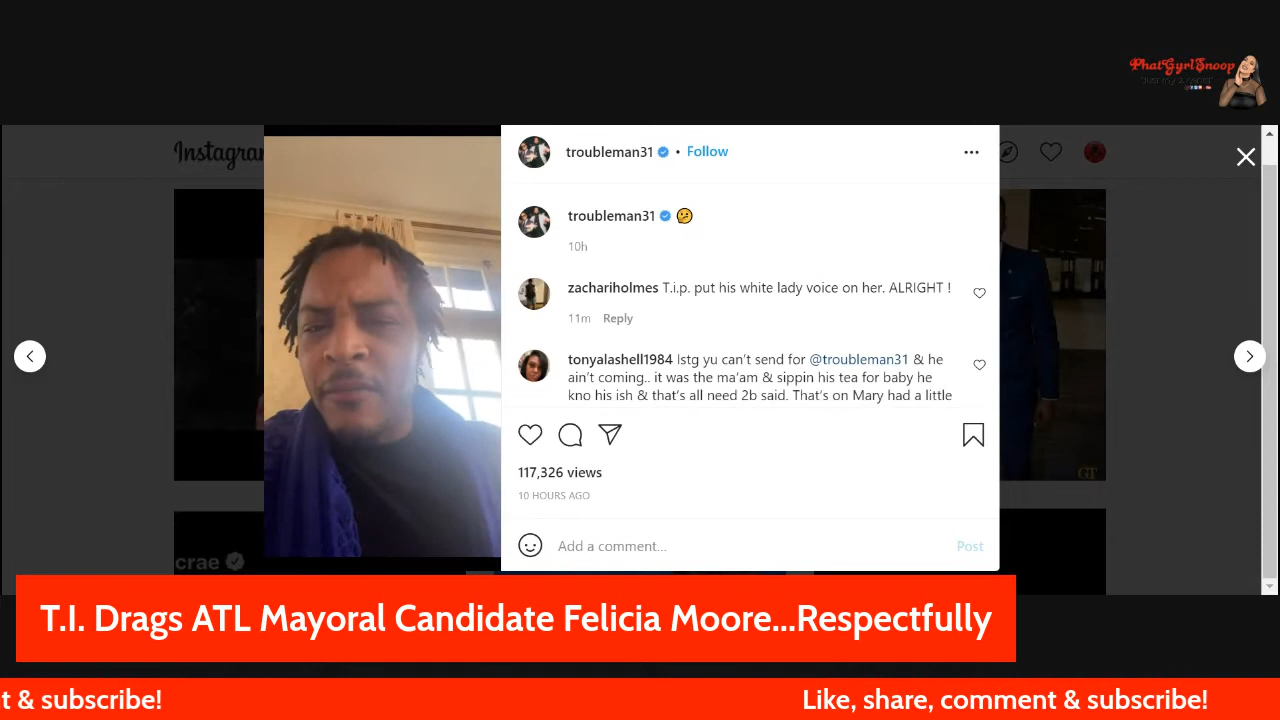 PhatGyrlSnoop
Instagram
troubleman31 • Follow
troubleman31
10h
zachariholmes T.i.p. put his white lady voice on her. ALRIGHT !
11m Reply
tonyalashell1984 Istg yu can't send for @troubleman31 & he
ain't coming.. it was the ma'am & sippin his tea for baby he
kno his ish & that's all need 2b said. That's on Mary had a little
117,326 views
10 HOURS AGO
Add a comment...
Post
GT
crae
T.I. Drags ATL Mayoral Candidate Felicia Moore...Respectfully
t & subscribe!
Like, share, comment & subscribe!